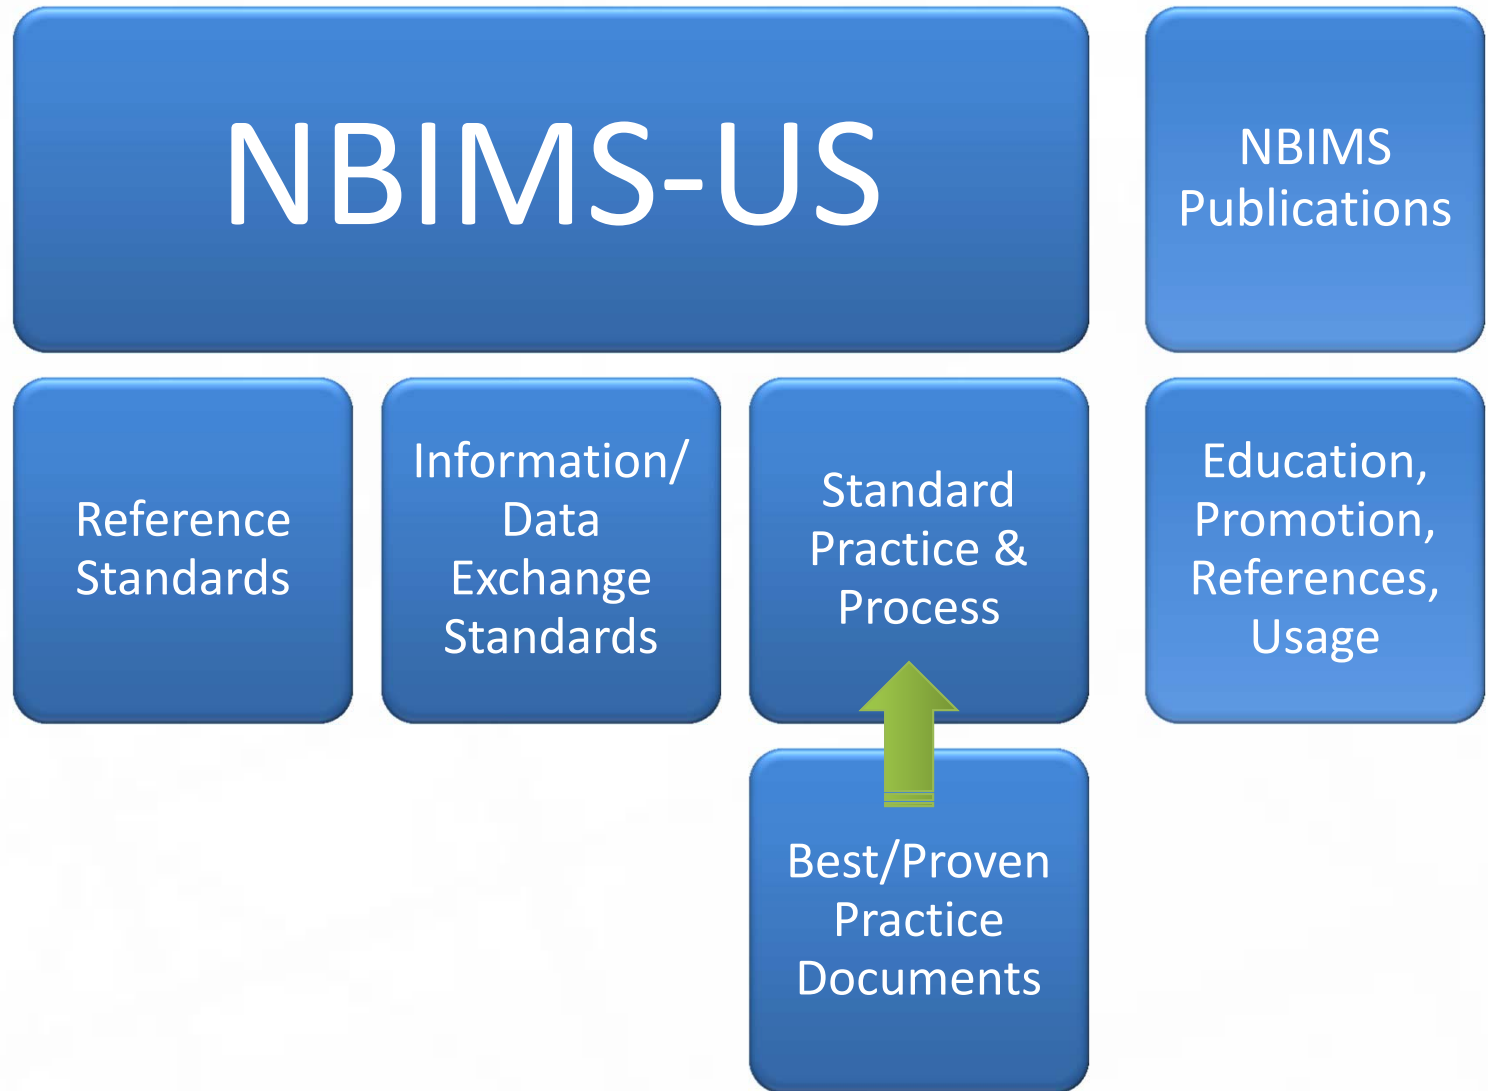 NBIMS-US
NBIMS
Publications
Reference
Standards
Information/
Data
Exchange
Standards
Standard
Practice &
Process
Education,
Promotion,
References,
Usage
Best/Proven
Practice
Documents